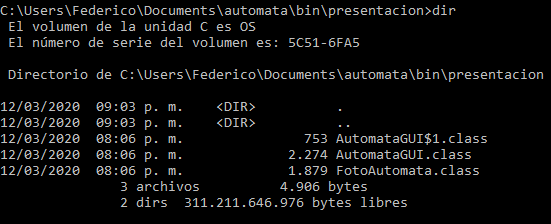 C:\Users\Federico\Documents\automata\bin\presentacion>dir
El volumen de la unidad C es OS
El número de serie del volumen es: 5C51-6FA5
Directorio de C:\Users\Federico\Documents\automata\bin\presentacion
12/03/2020  09:03 p. m.    <DIR>          .
12/03/2020  09:03 p. m.    <DIR>          ..
12/03/2020  08:06 p. m.               753 AutomataGUI$1.class
12/03/2020  08:06 p. m.             2.274 AutomataGUI.class
12/03/2020  08:06 p. m.             1.879 FotoAutomata.class
3 archivos          4.906 bytes
2 dirs  311.211.646.976 bytes libres